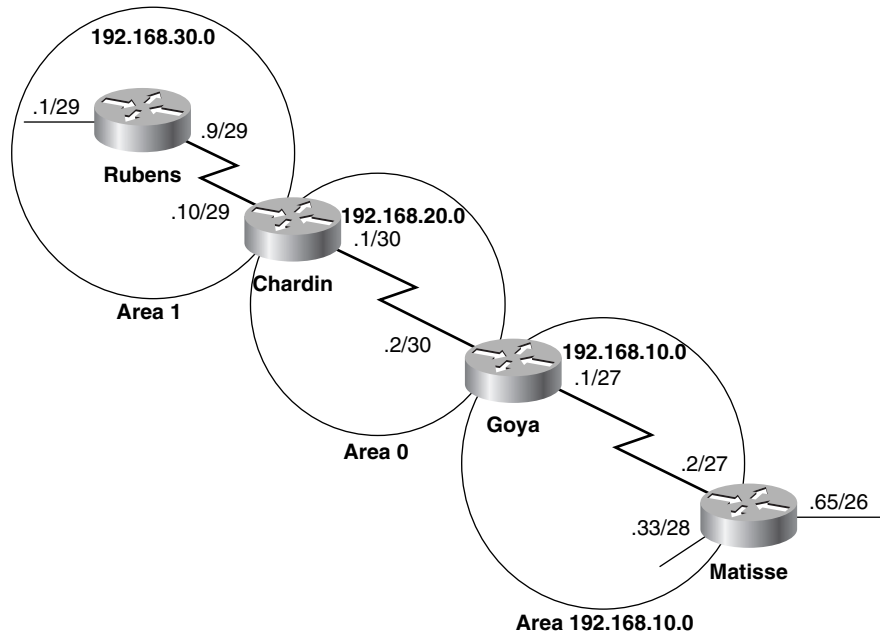 192.168.30.0
.1/29
.9/29
Rubens
.10/29
192.168.20.0
.1/30
Chardin
Area 1
.2/30
192.168.10.0
.1/27
Goya
Area 0
.2/27
.65/26
.33/28
Matisse
Area 192.168.10.0